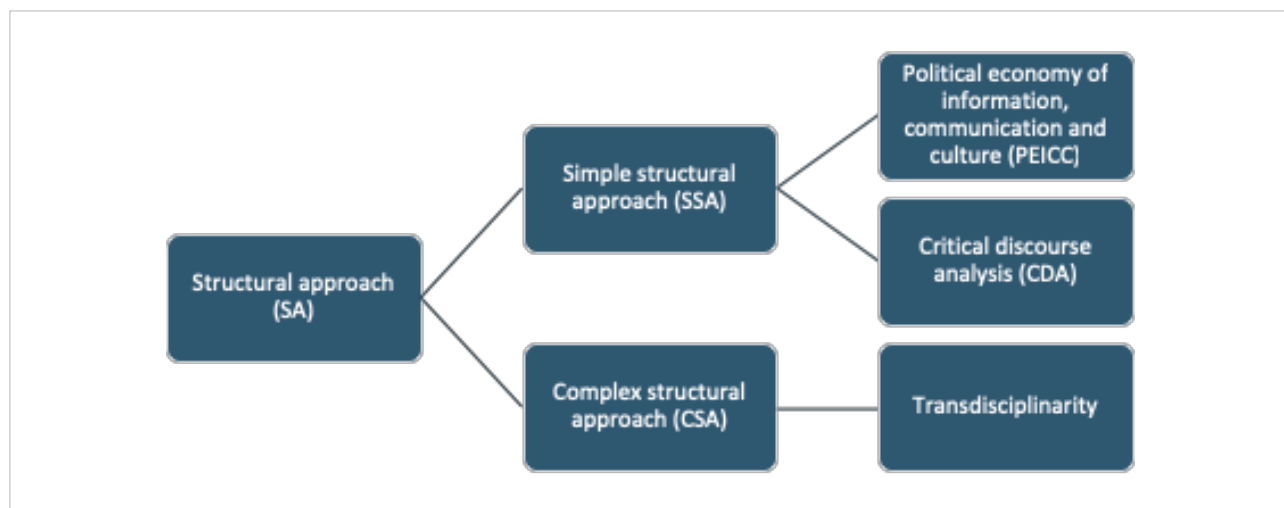 Structural approach
(SA)
Simple structural
approach (SSA)
Political economy of
information,
communication and
culture (PEICC)
Critical discourse
analysis (CDA)
Complex structural
approach (CSA)
Transdisciplinarity